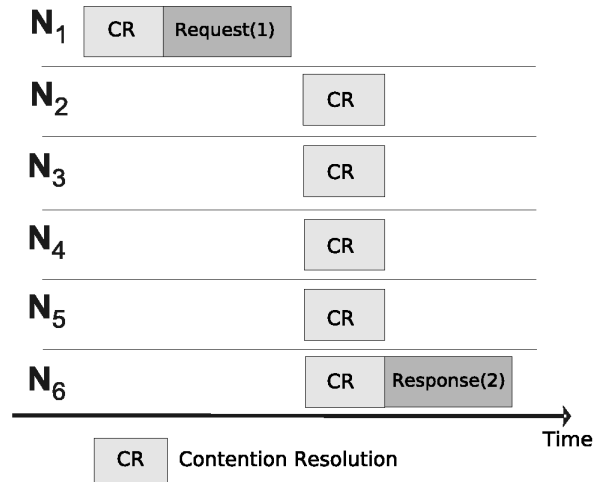 N1 CR Request(1)
N2 CR
N3 CR
N4 CR
N5 CR
N6 CR Response(2)
Time
CR Contention Resolution